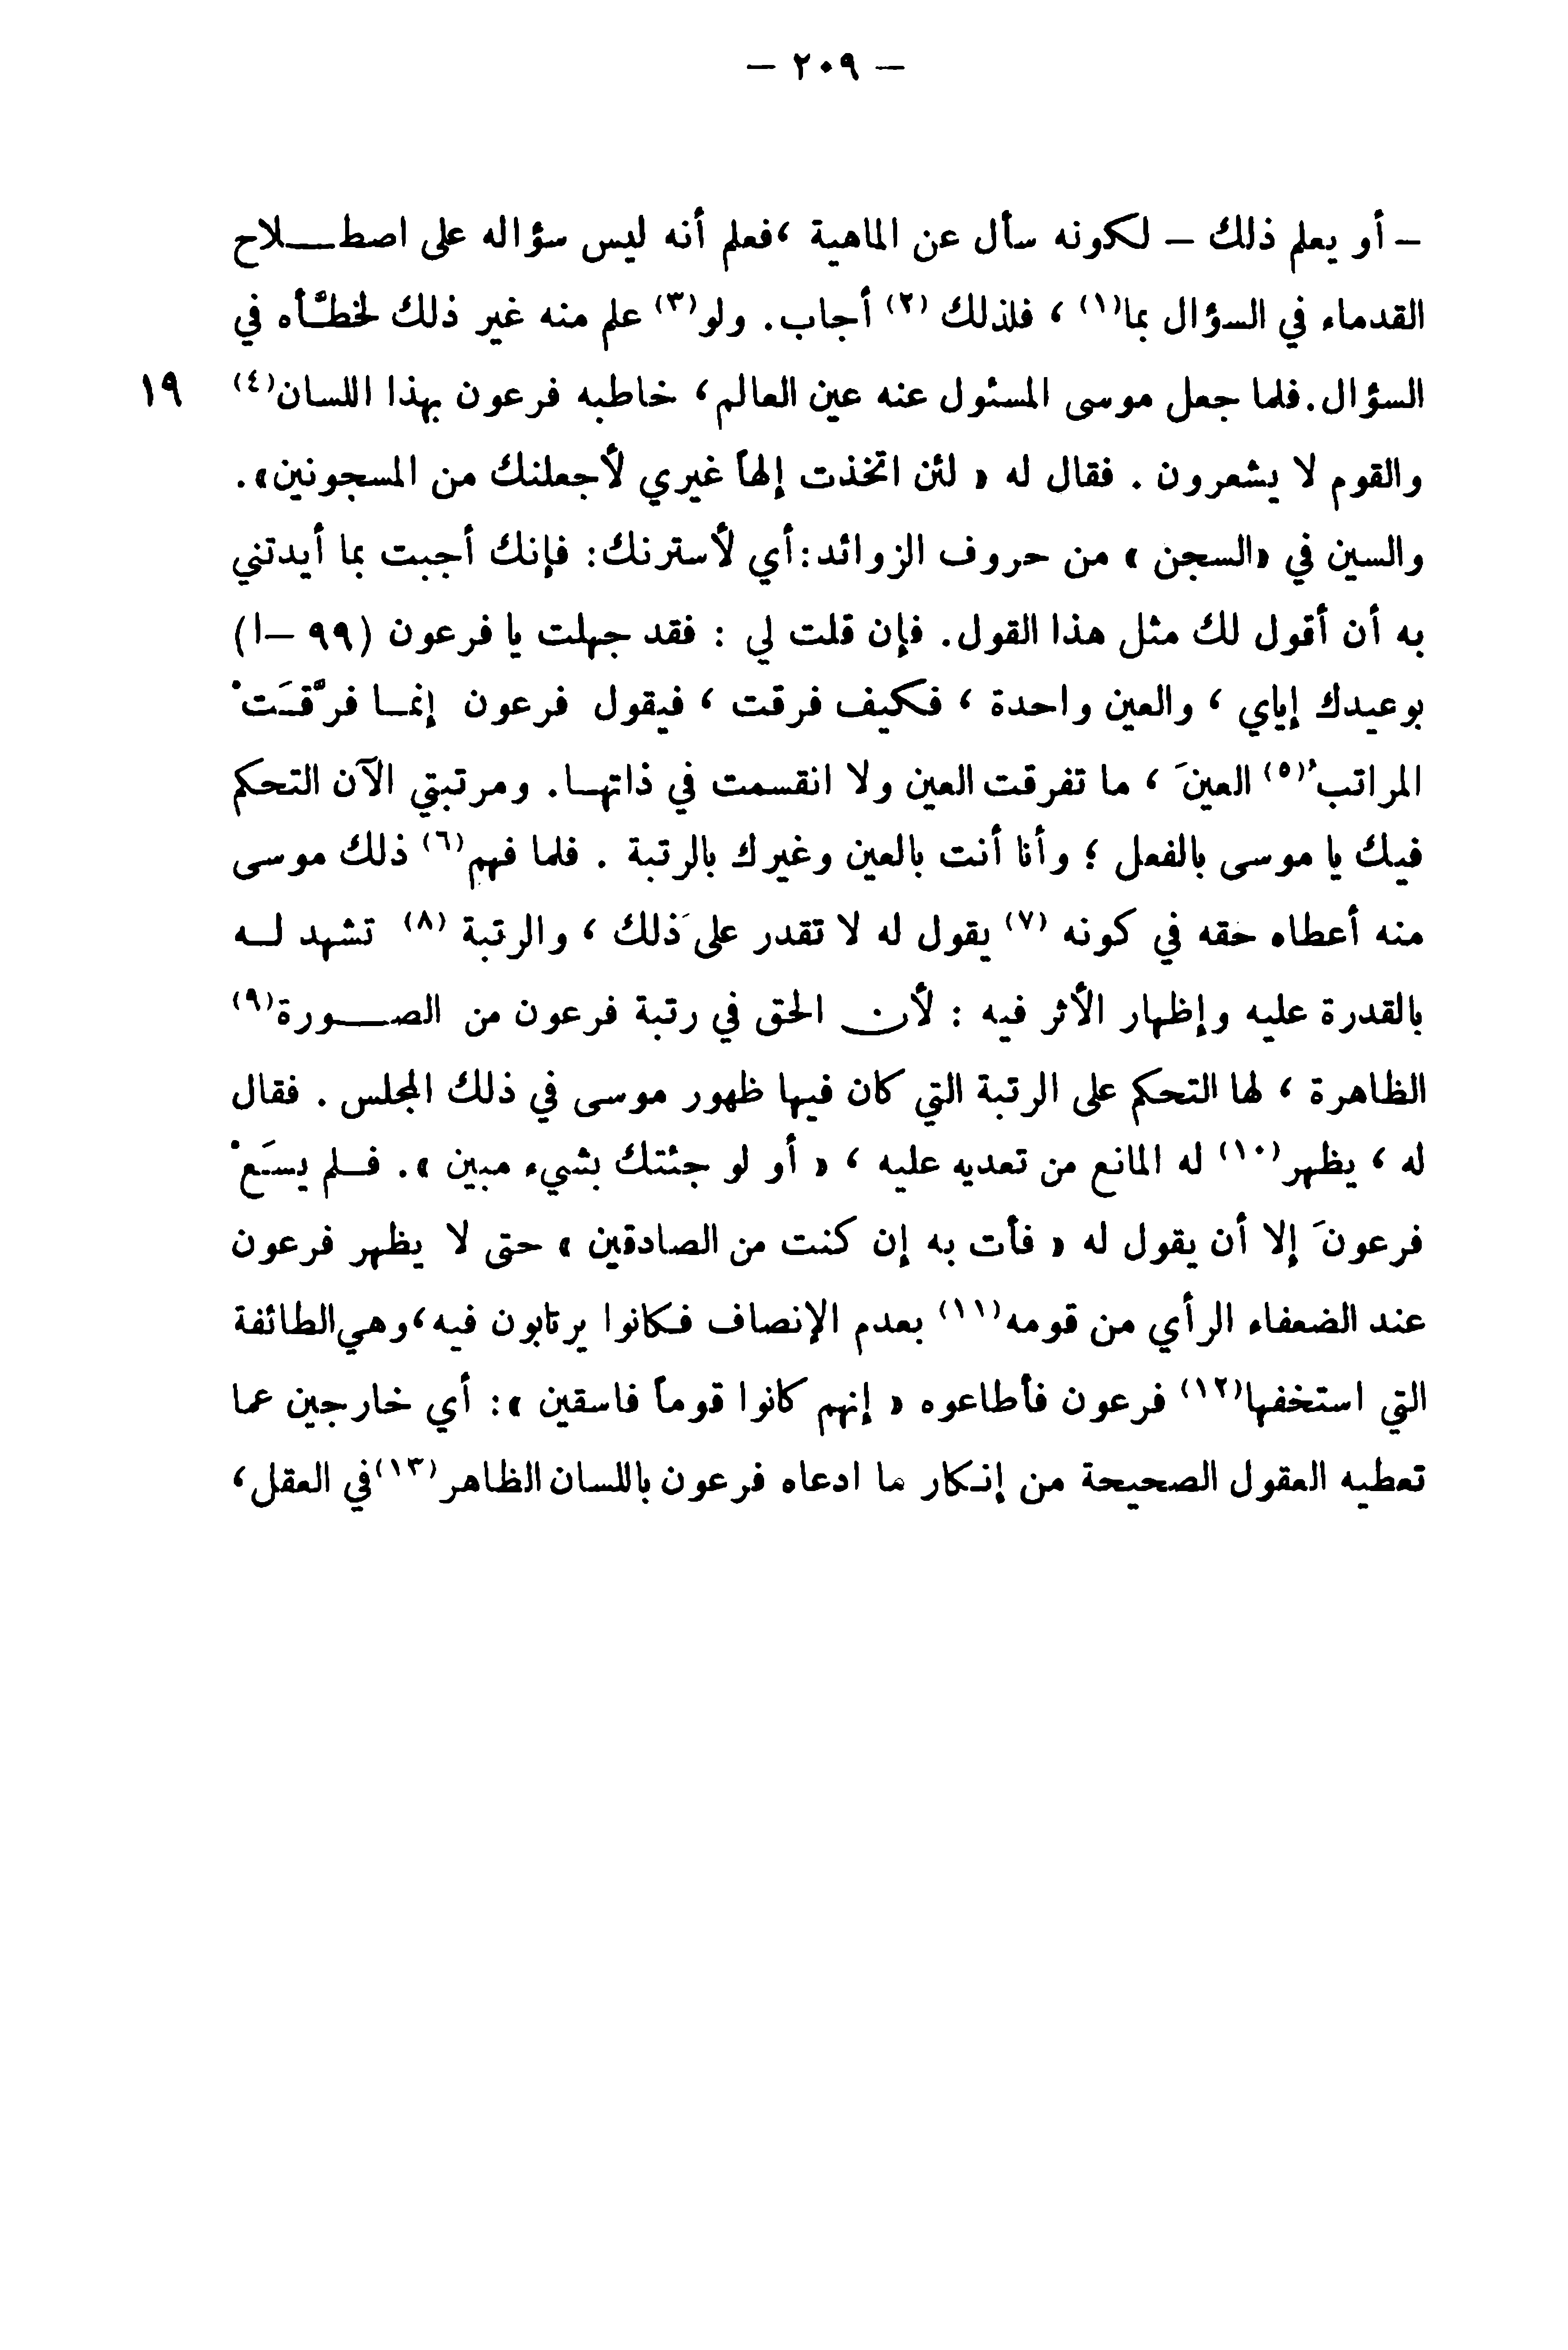 — ٢٠٩ —
– أو يعلم ذلك – لكونه سأل عن الماهية ،فعلم أنه ليس سؤاله على اصطـــلاح
القدماء في السؤال بما(١) ، فلذلك (٢) أجاب. ولو(٣) علم منه غير ذلك لخطَّأه في
السؤال.فلما جعل موسى المسئول عنه عين العالم، خاطبه فرعون بهذا اللسان(٤) ١٩
والقوم لا يشعرون . فقال له « لئن اتخذت إلهاً غيري لأجعلنك من المسجونين».
والسين في «السجن » من حروف الزوائد:أي لأسترنك: فإنك أجبت بما أيدتني
به أن أقول لك مثل هذا القول. فإن قلت لي : فقد جهلت يا فرعون (٩٩ –ا)
بوعيدك إياي ، والعين واحدة ، فكيف فرقت ، فيقول فرعون إنمـا فرَّقَـتْ
المراتبُ(٥) العينَ ، ما تفرقت العين ولا انقسمت في ذاتهـا. ومرتبتي الآن التحكم
فيك يا موسى بالفعل ؛ وأنا أنت بالعين وغيرك بالرتبة . فلما فهم(٦) ذلك موسى
منه أعطاه حقه في كونه (٧) يقول له لا تقدر على َذلك ، والرتبة (٨) تشهد لـه
بالقدرة عليه وإظهار الأثر فيه : لأن الحق في رتبة فرعون من الصـــورة(٩)
الظاهرة ، لها التحكم على الرتبة التي كان فيها ظهور موسى في ذلك المجلس . فقال
له ، يظهر(١٠) له المانع من تعديه عليه ، « أو لو جئتك بشيء مبين ». فـلم يسَـعْ
فرعونَ إلا أن يقول له « فأت به إن كنت من الصادقين » حتى لا يظهر فرعون
عند الضعفاء الرأي من قومه(١١) بعدم الإنصاف فكانوا يرتابون فيه،وهي الطائفة
التي استخفها(١٢) فرعون فأطاعوه « إنهم كانوا قوماً فاسقين »: أي خارجين عما
تعطيه العقول الصحيحة من إنـكار ما ادعاه فرعون باللسان الظاهر(١٣)في العقل،